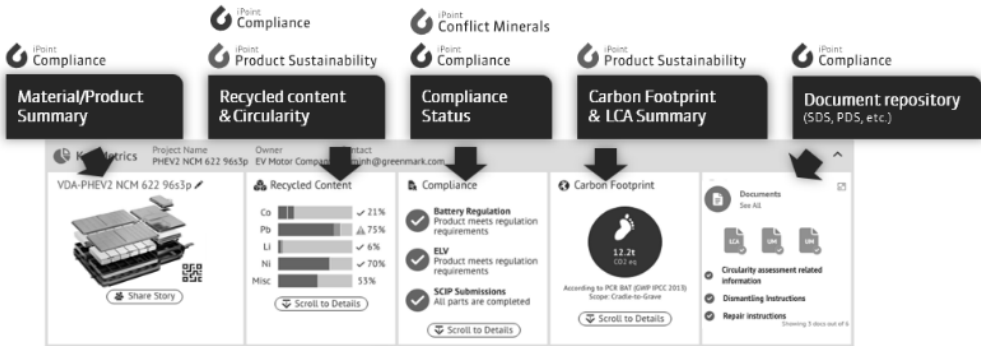 iPoint
Compliance
iPoint
Conflict Minerals
iPoint
Compliance
iPoint
Product Sustainability
iPoint
Compliance
iPoint
Product Sustainability
iPoint
Compliance
Material/Product
Summary
Recycled content
& Circularity
Compliance
Status
Carbon Footprint
& LCA Summary
Document repository
(SDS, PDS, etc.)
Metrics
Project Name
PHEV2 NCM 622 96s3p
Owner
EV Motor Compan
minh@greenmark.com
VDA-PHEV2 NCM 622 96s3p
Share Story
Recycled Content
Co 21%
Pb 75%
Li 6%
Ni 70%
Misc 53%
Scroll to Details
Compliance
Battery Regulation
Product meets regulation
requirements
ELV
Product meets regulation
requirements
SCIP Submissions
All parts are completed
Scroll to Details
Carbon Footprint
12.2t
CO2 eq
According to PCR BAT (GWP IPCC 2013)
Scope: Cradle-to-Grave
Scroll to Details
Documents
See All
LCA
UM
UM
Circularity assessment related
information
Dismantling Instructions
Repair instructions
Showing 3 docs out of 6